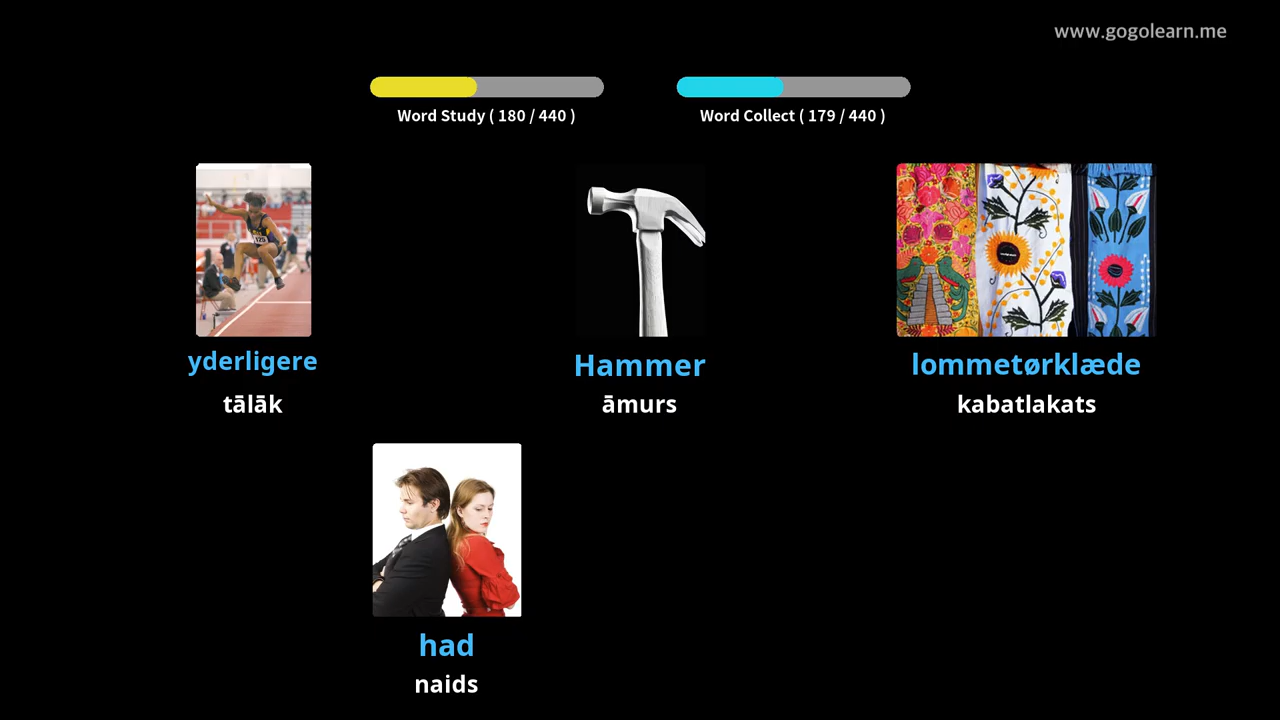 www.gogolearn.me
Word Study ( 180 / 440 )
Word Collect ( 179 / 440 )
yderligere
tālāk
Hammer
āmurs
lommetørklæde
kabatlakats
had
naids